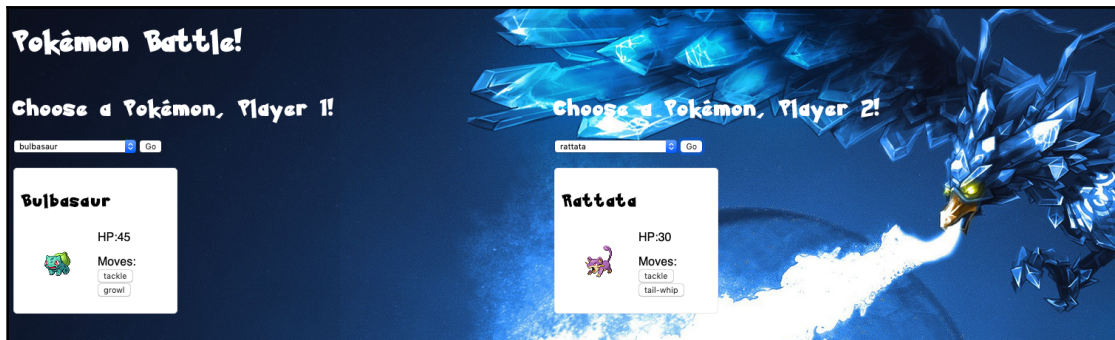 Pokémon Battle!
Choose a Pokémon, Player 1!
bulbasaur Go
Bulbasaur
HP:45
Moves:
tackle
growl
Choose a Pokémon, Player 2!
rattata Go
Rattata
HP:30
Moves:
tackle
tail-whip